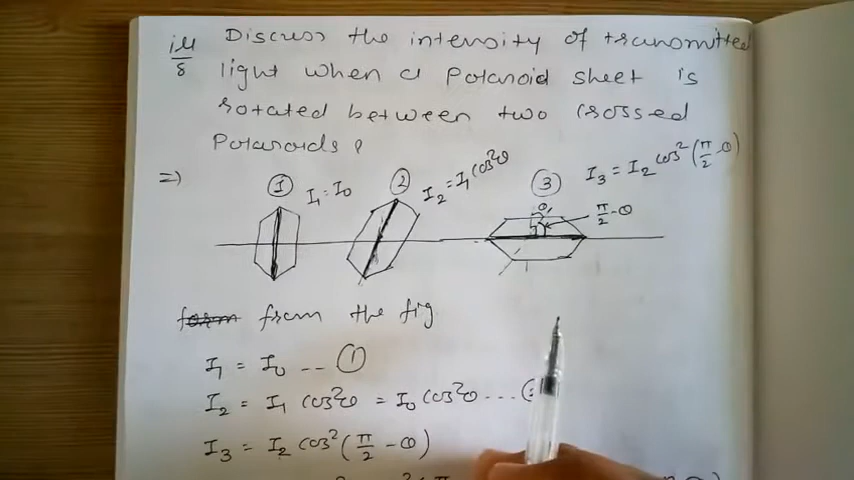 ill/8 Discuss the intensity of transmitted
light when a Polaroid sheet is
rotated between two crossed
Polaroids ?
=) ① I₁ = I₀ ② I₂ = I₁ cos²θ ③ I₃ = I₂ cos²(π/2 - θ)
θ
π/2 - θ
from the fig
I₁ = I₀ -- ①
I₂ = I₁ cos²θ = I₀ cos²θ ---
I₃ = I₂ cos²(π/2 - θ)